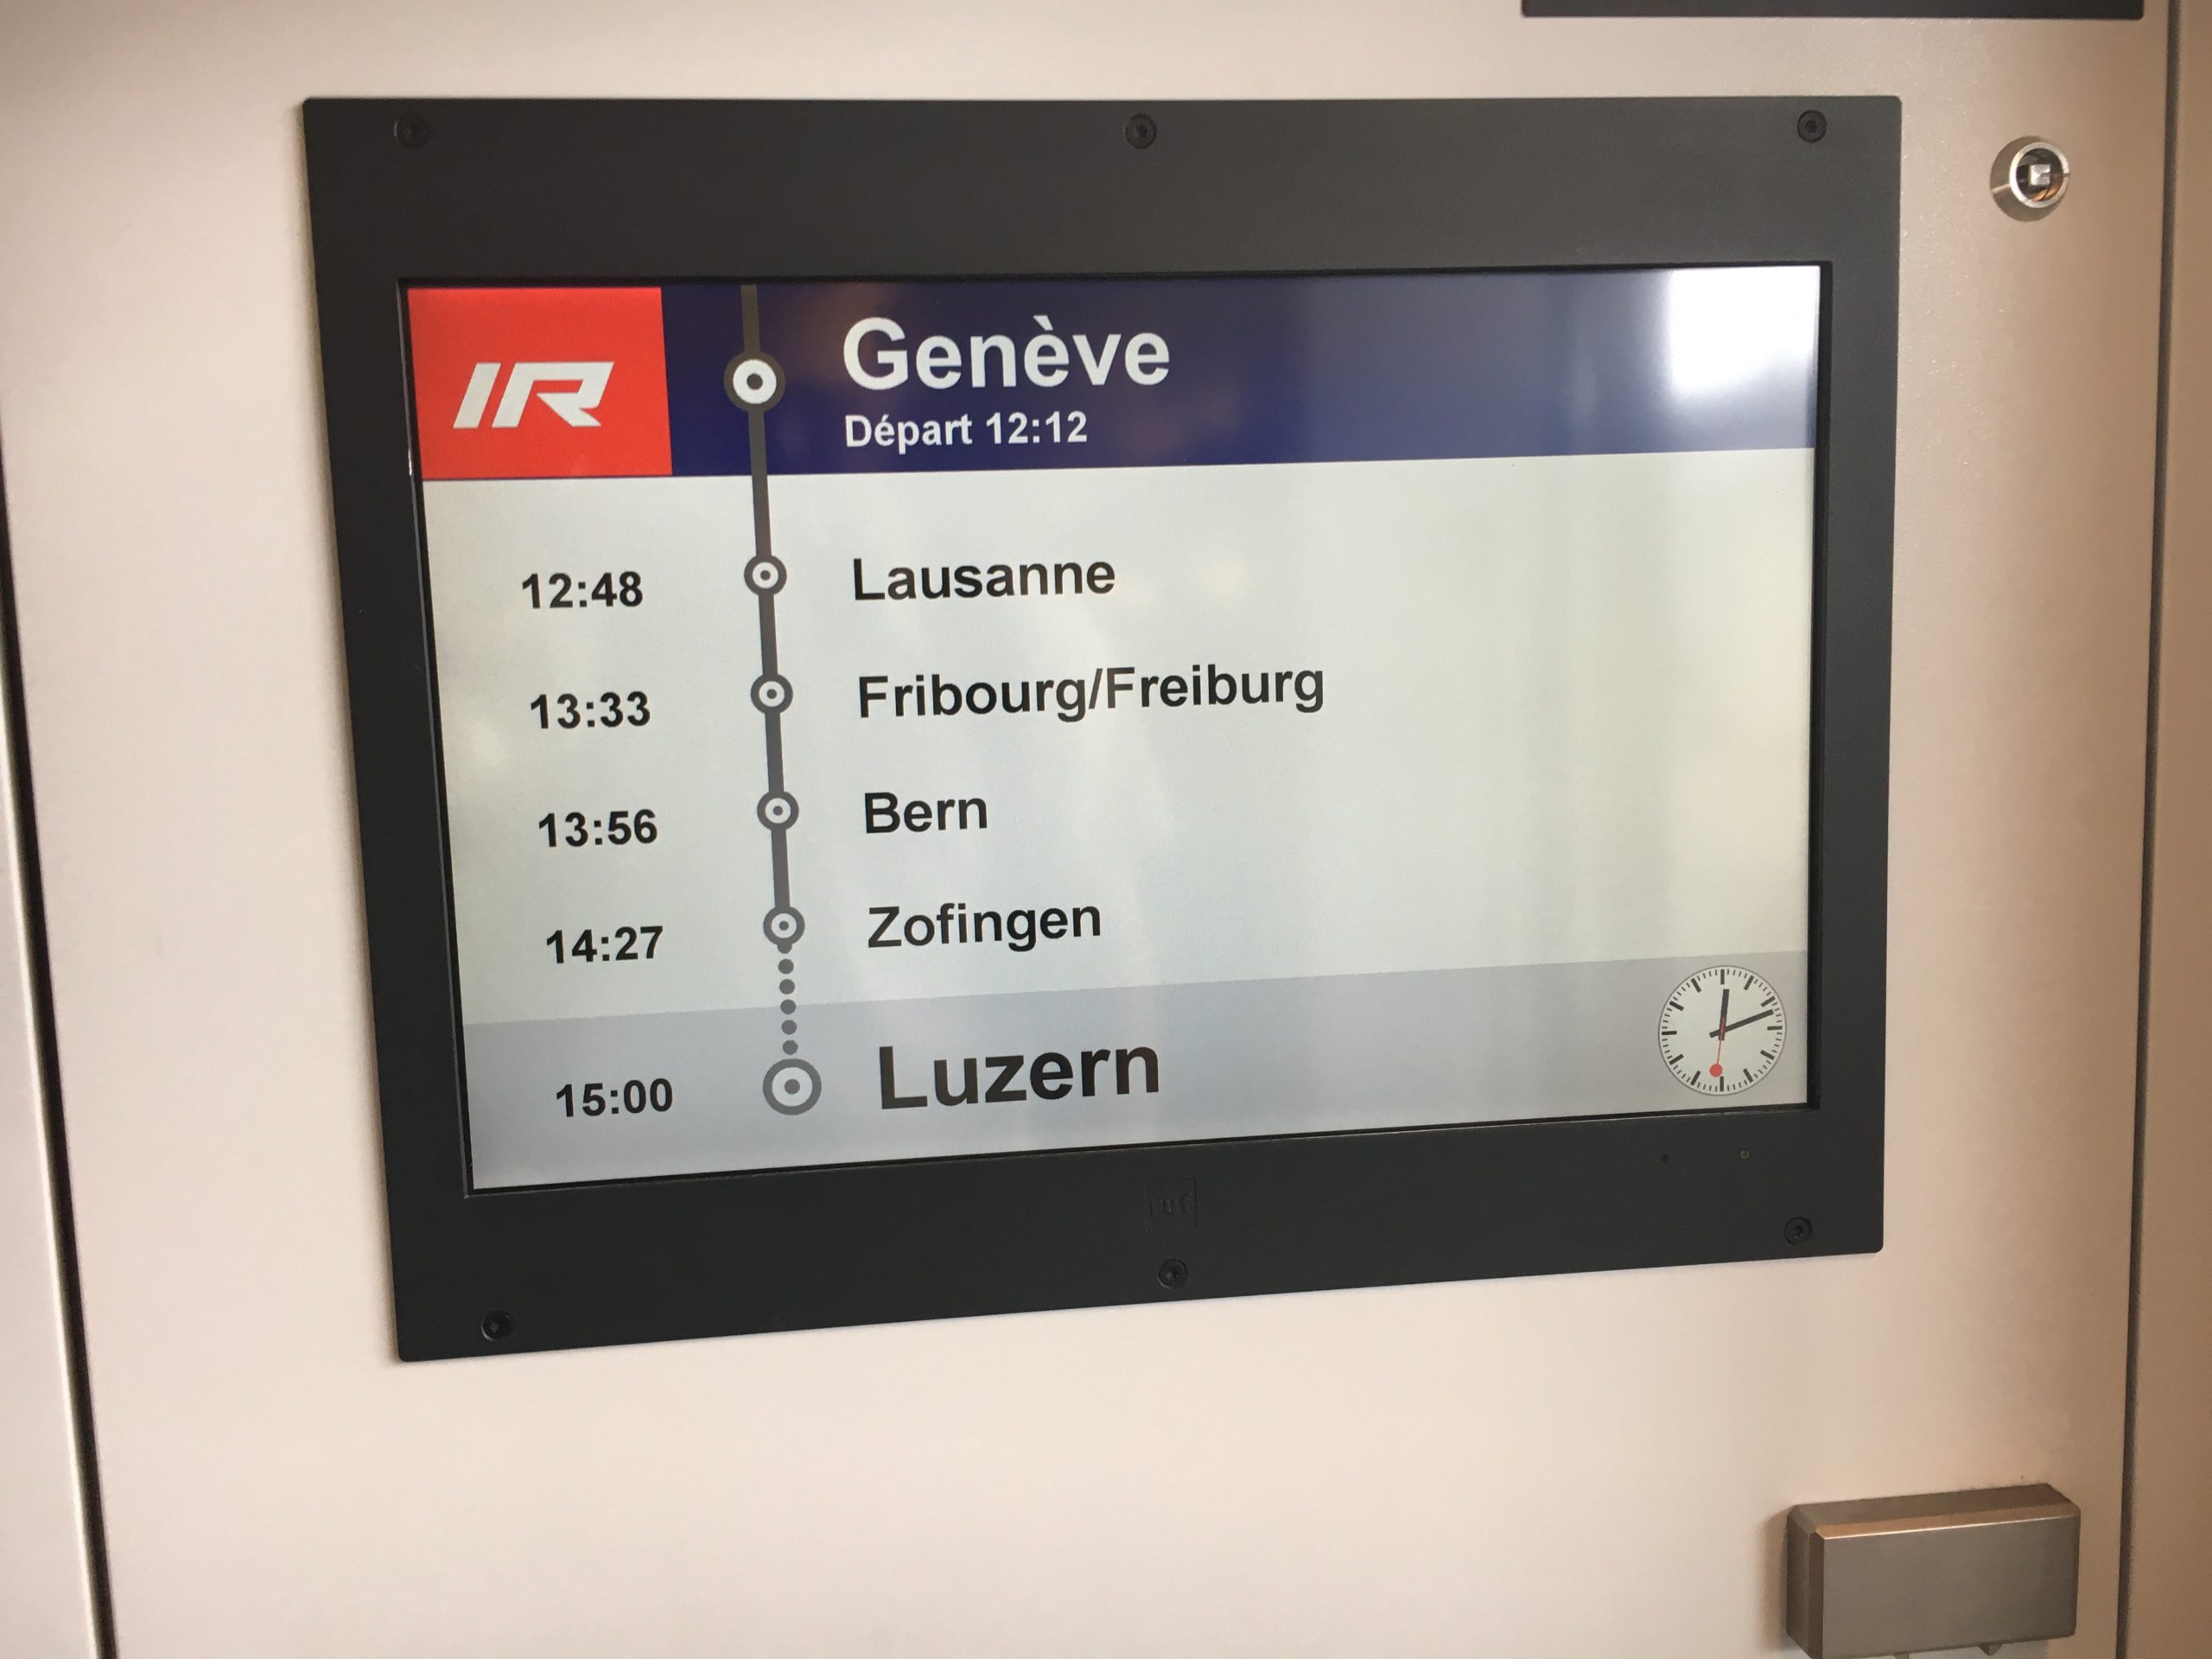 IR
Genève
Départ 12:12
12:48 Lausanne
13:33 Fribourg/Freiburg
13:56 Bern
14:27 Zofingen
15:00 Luzern
ruf